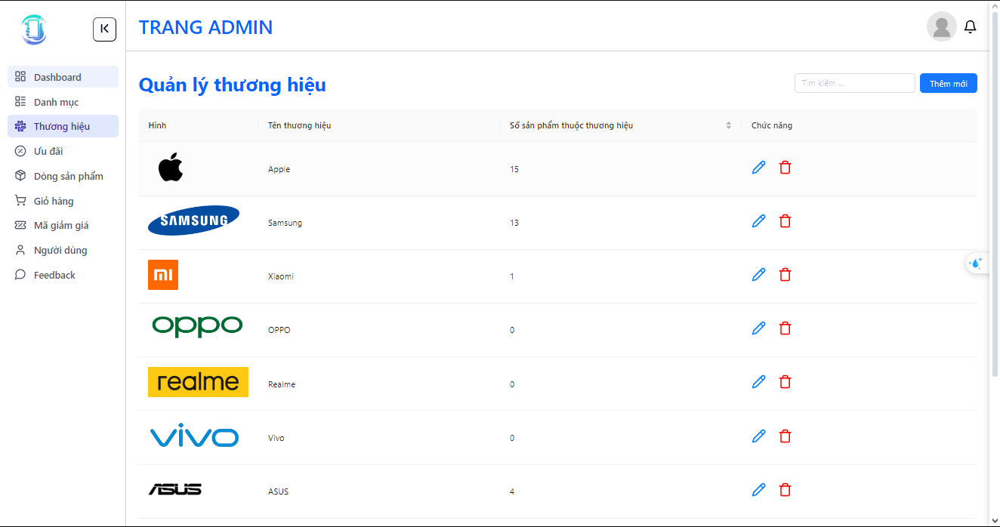 TRANG ADMIN
Dashboard
Danh mục
Thương hiệu
Ưu đãi
Dòng sản phẩm
Giỏ hàng
Mã giảm giá
Người dùng
Feedback
Quản lý thương hiệu
Tìm kiếm ...
Thêm mới
Hình Tên thương hiệu Số sản phẩm thuộc thương hiệu Chức năng
Apple 15
SAMSUNG Samsung 13
mi Xiaomi 1
oppo OPPO 0
realme Realme 0
vivo Vivo 0
ASUS ASUS 4